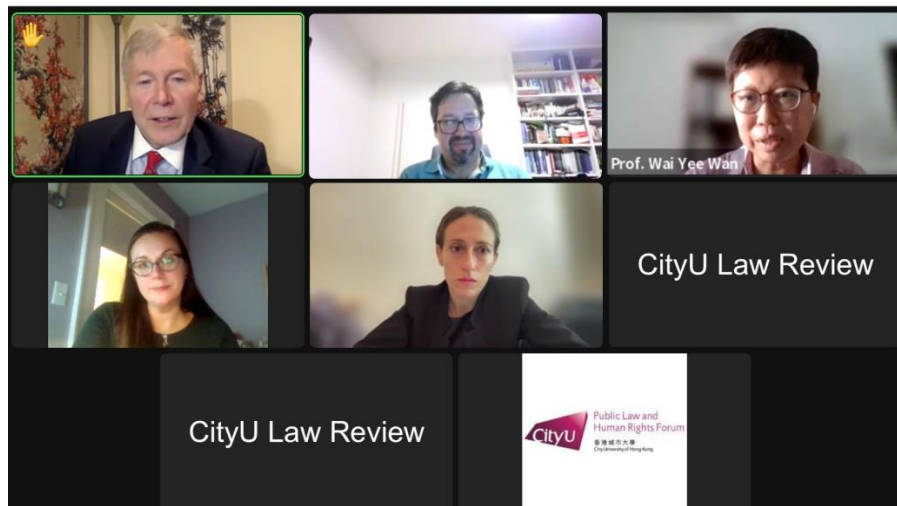 Prof. Wai Yee Wan
CityU Law Review
CityU Law Review
CityU
Public Law and
Human Rights Forum
香港城市大學
City University of Hong Kong